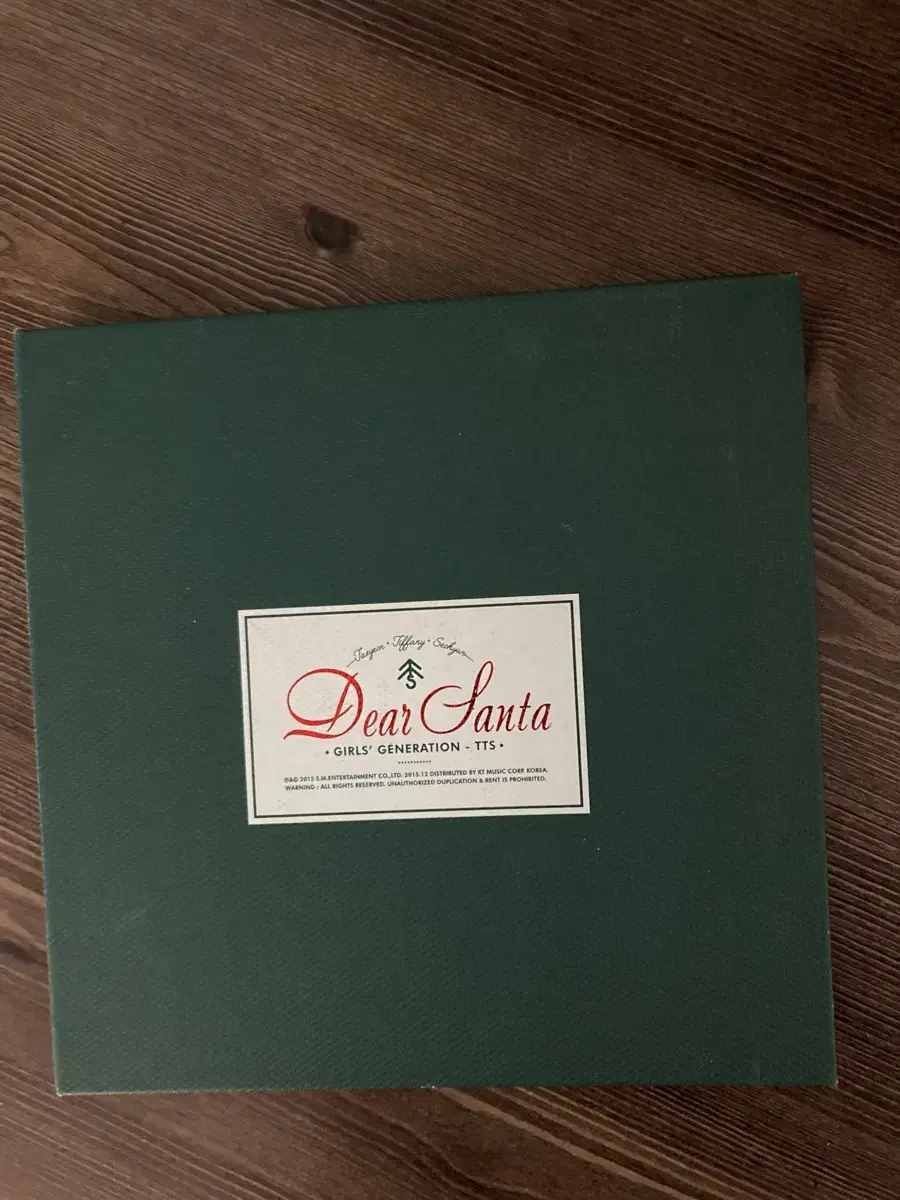 Taeyeon · Tiffany · Seohyun
Dear Santa
• GIRLS' GENERATION - TTS •
℗&© 2015 S.M.ENTERTAINMENT CO.,LTD. 2015.12 DISTRIBUTED BY KT MUSIC CORP. KOREA.
WARNING : ALL RIGHTS RESERVED. UNAUTHORIZED DUPLICATION & RENT IS PROHIBITED.